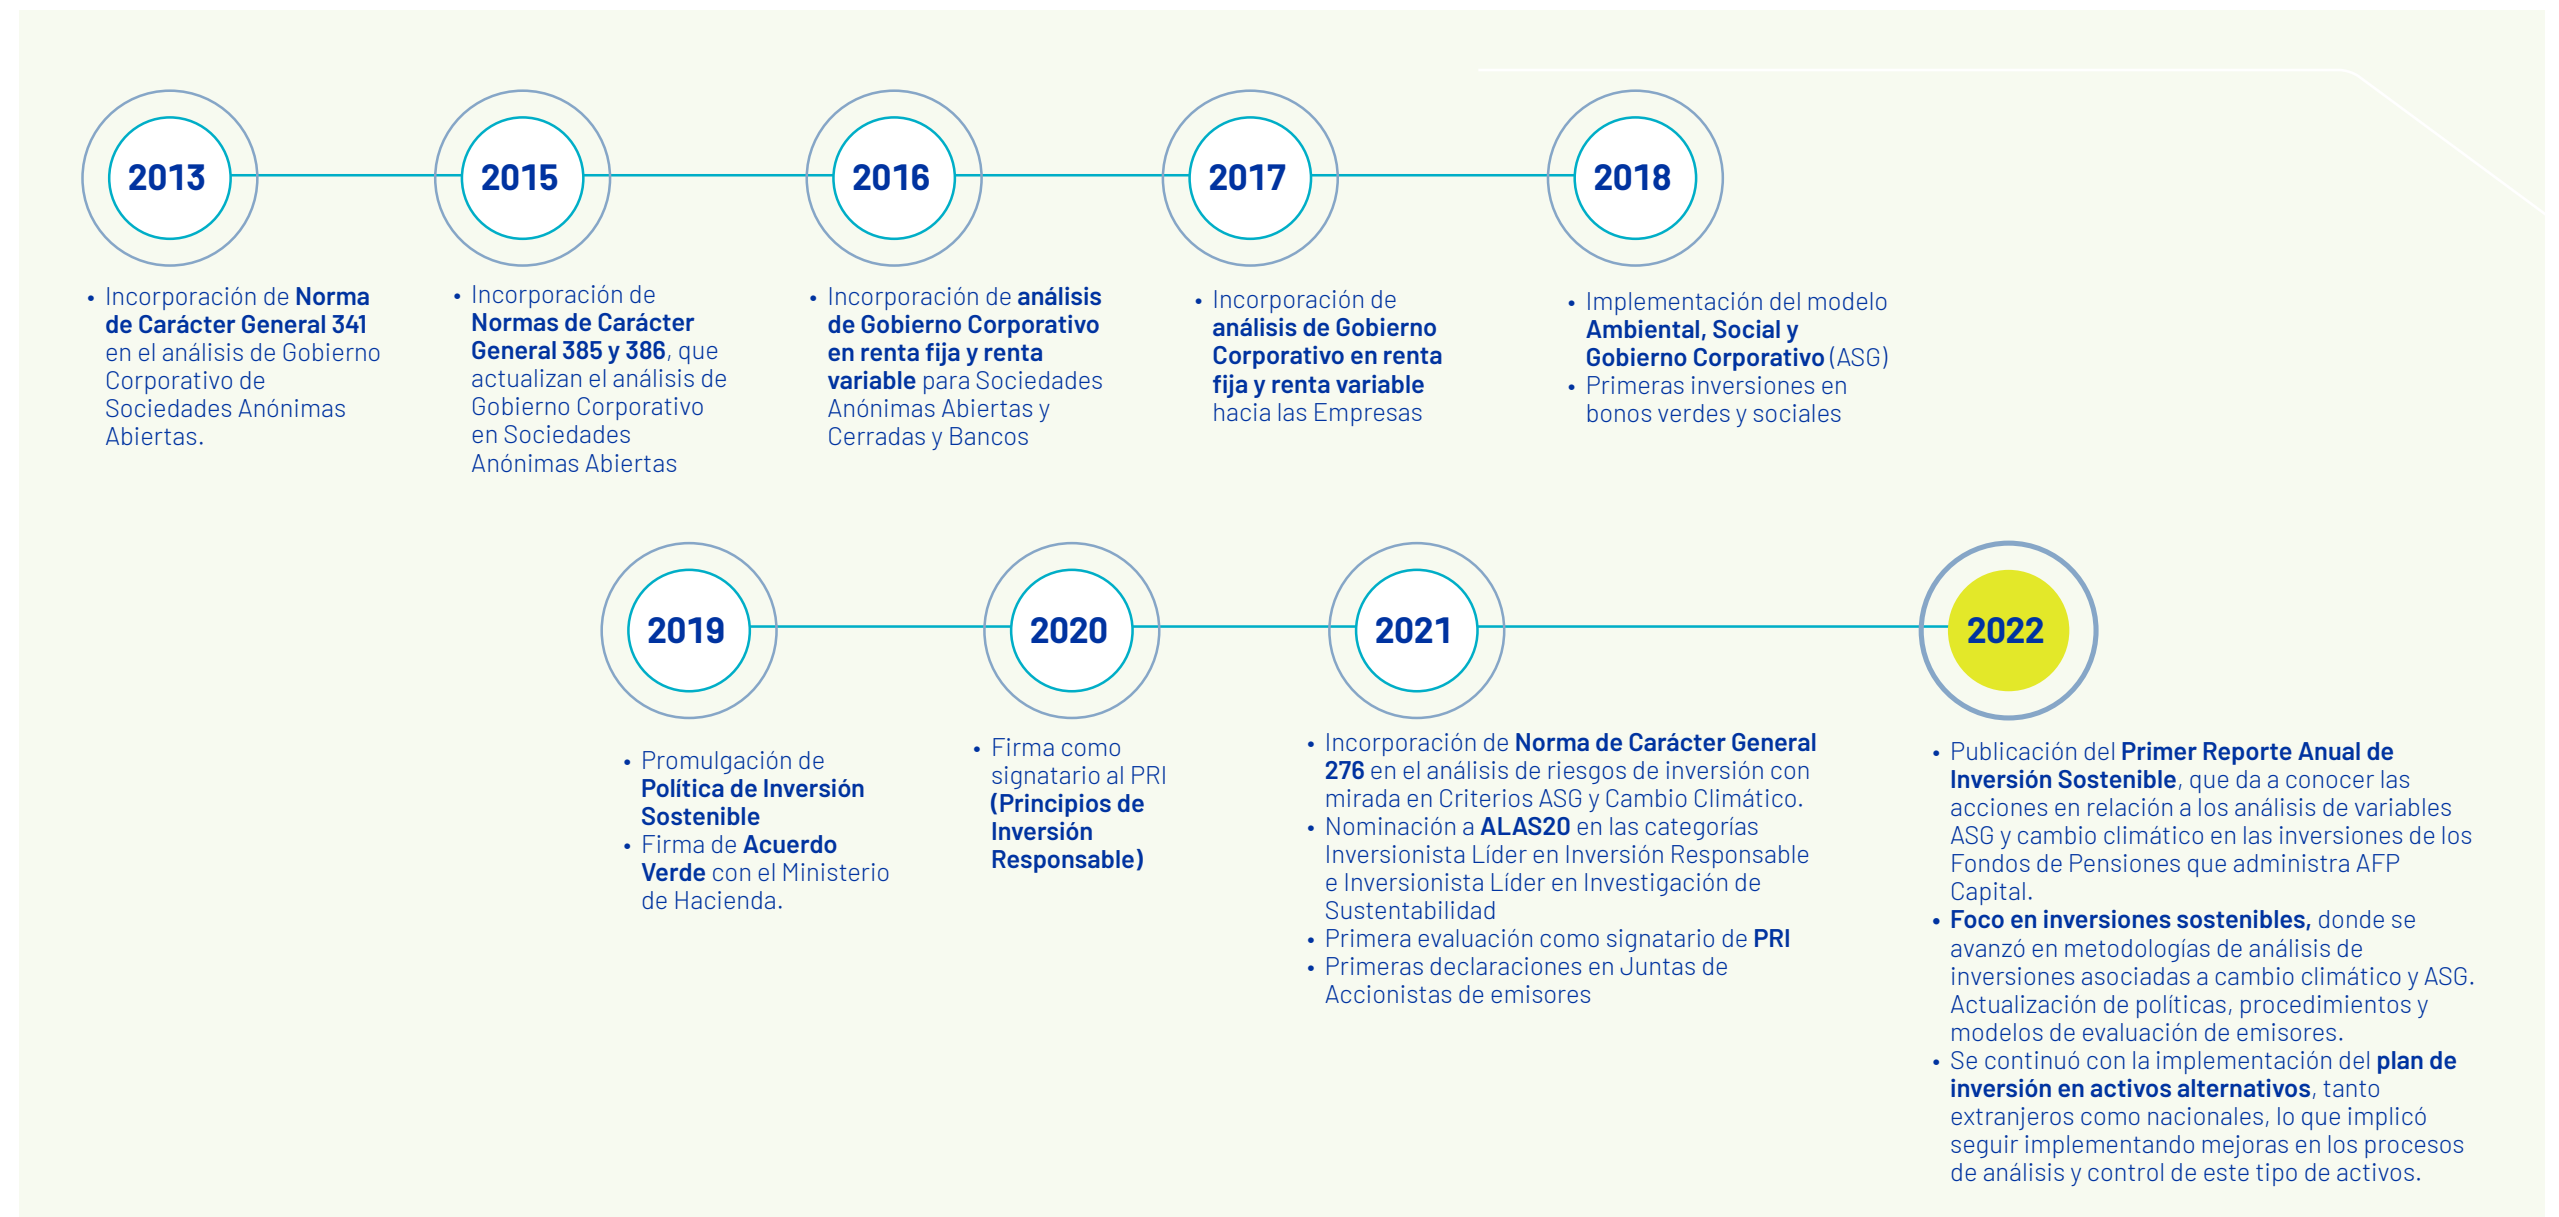 2013
• Incorporación de Norma
de Carácter General 341
en el análisis de Gobierno
Corporativo de
Sociedades Anónimas
Abiertas.
2015
• Incorporación de
Normas de Carácter
General 385 y 386, que
actualizan el análisis de
Gobierno Corporativo
en Sociedades
Anónimas Abiertas
2016
• Incorporación de análisis
de Gobierno Corporativo
en renta fija y renta
variable para Sociedades
Anónimas Abiertas y
Cerradas y Bancos
2017
• Incorporación de
análisis de Gobierno
Corporativo en renta
fija y renta variable
hacia las Empresas
2018
• Implementación del modelo
Ambiental, Social y
Gobierno Corporativo (ASG)
• Primeras inversiones en
bonos verdes y sociales
2019
• Promulgación de
Política de Inversión
Sostenible
• Firma de Acuerdo
Verde con el Ministerio
de Hacienda.
2020
• Firma como
signatario al PRI
(Principios de
Inversión
Responsable)
2021
• Incorporación de Norma de Carácter General
276 en el análisis de riesgos de inversión con
mirada en Criterios ASG y Cambio Climático.
• Nominación a ALAS20 en las categorías
Inversionista Líder en Inversión Responsable
e Inversionista Líder en Investigación de
Sustentabilidad
• Primera evaluación como signatario de PRI
• Primeras declaraciones en Juntas de
Accionistas de emisores
2022
• Publicación del Primer Reporte Anual de
Inversión Sostenible, que da a conocer las
acciones en relación a los análisis de variables
ASG y cambio climático en las inversiones de los
Fondos de Pensiones que administra AFP
Capital.
• Foco en inversiones sostenibles, donde se
avanzó en metodologías de análisis de
inversiones asociadas a cambio climático y ASG.
Actualización de políticas, procedimientos y
modelos de evaluación de emisores.
• Se continuó con la implementación del plan de
inversión en activos alternativos, tanto
extranjeros como nacionales, lo que implicó
seguir implementando mejoras en los procesos
de análisis y control de este tipo de activos.